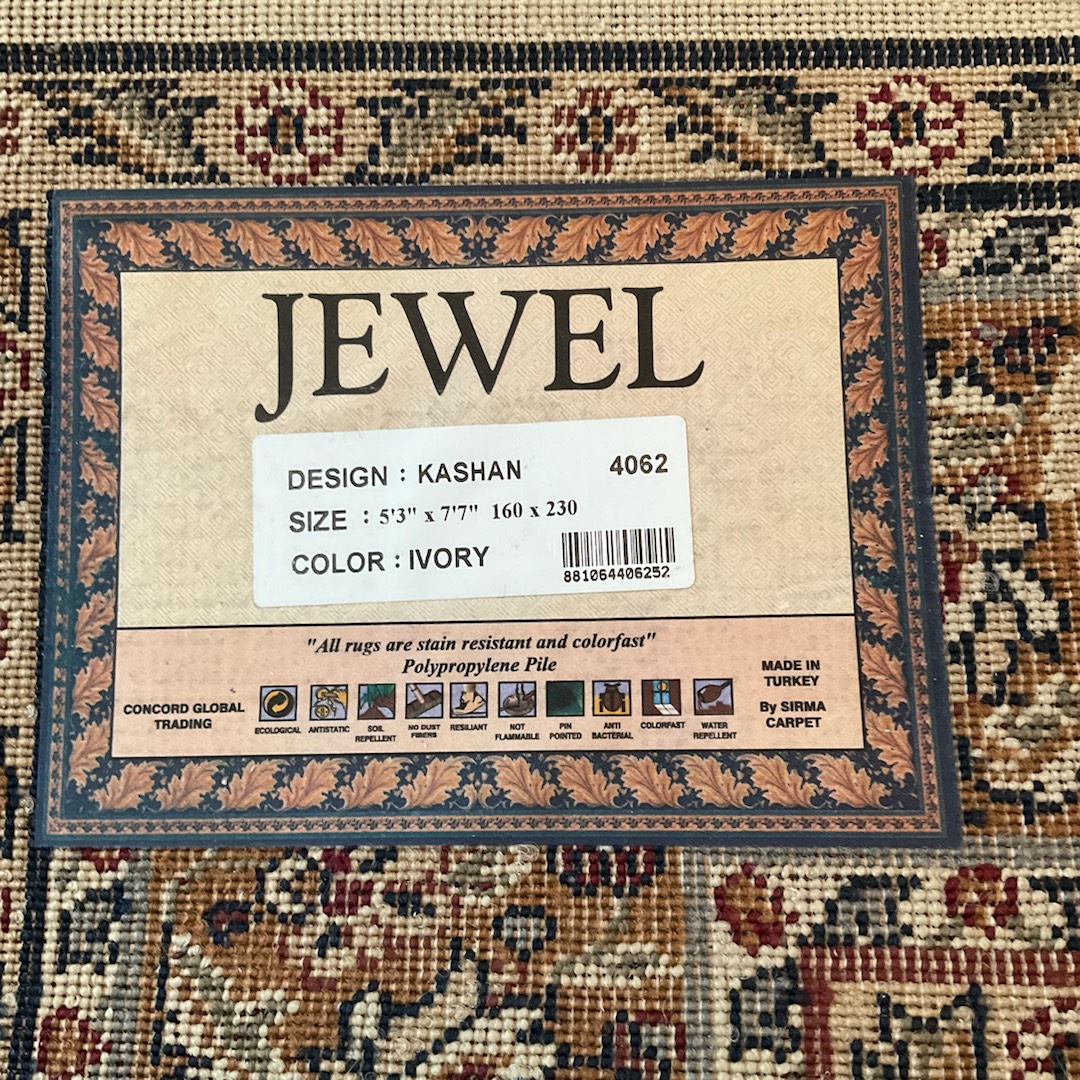 JEWEL
DESIGN : KASHAN 4062
SIZE : 5'3" x 7'7" 160 x 230
COLOR : IVORY
881064406252
"All rugs are stain resistant and colorfast"
Polypropylene Pile
CONCORD GLOBAL
TRADING
ECOLOGICAL
ANTISTATIC
SOIL
REPELLENT
NO DUST
FIBERS
RESILIANT
NOT
FLAMMABLE
PIN
POINTED
ANTI
BACTERIAL
COLORFAST
WATER
REPELLENT
MADE IN
TURKEY
By SIRMA
CARPET